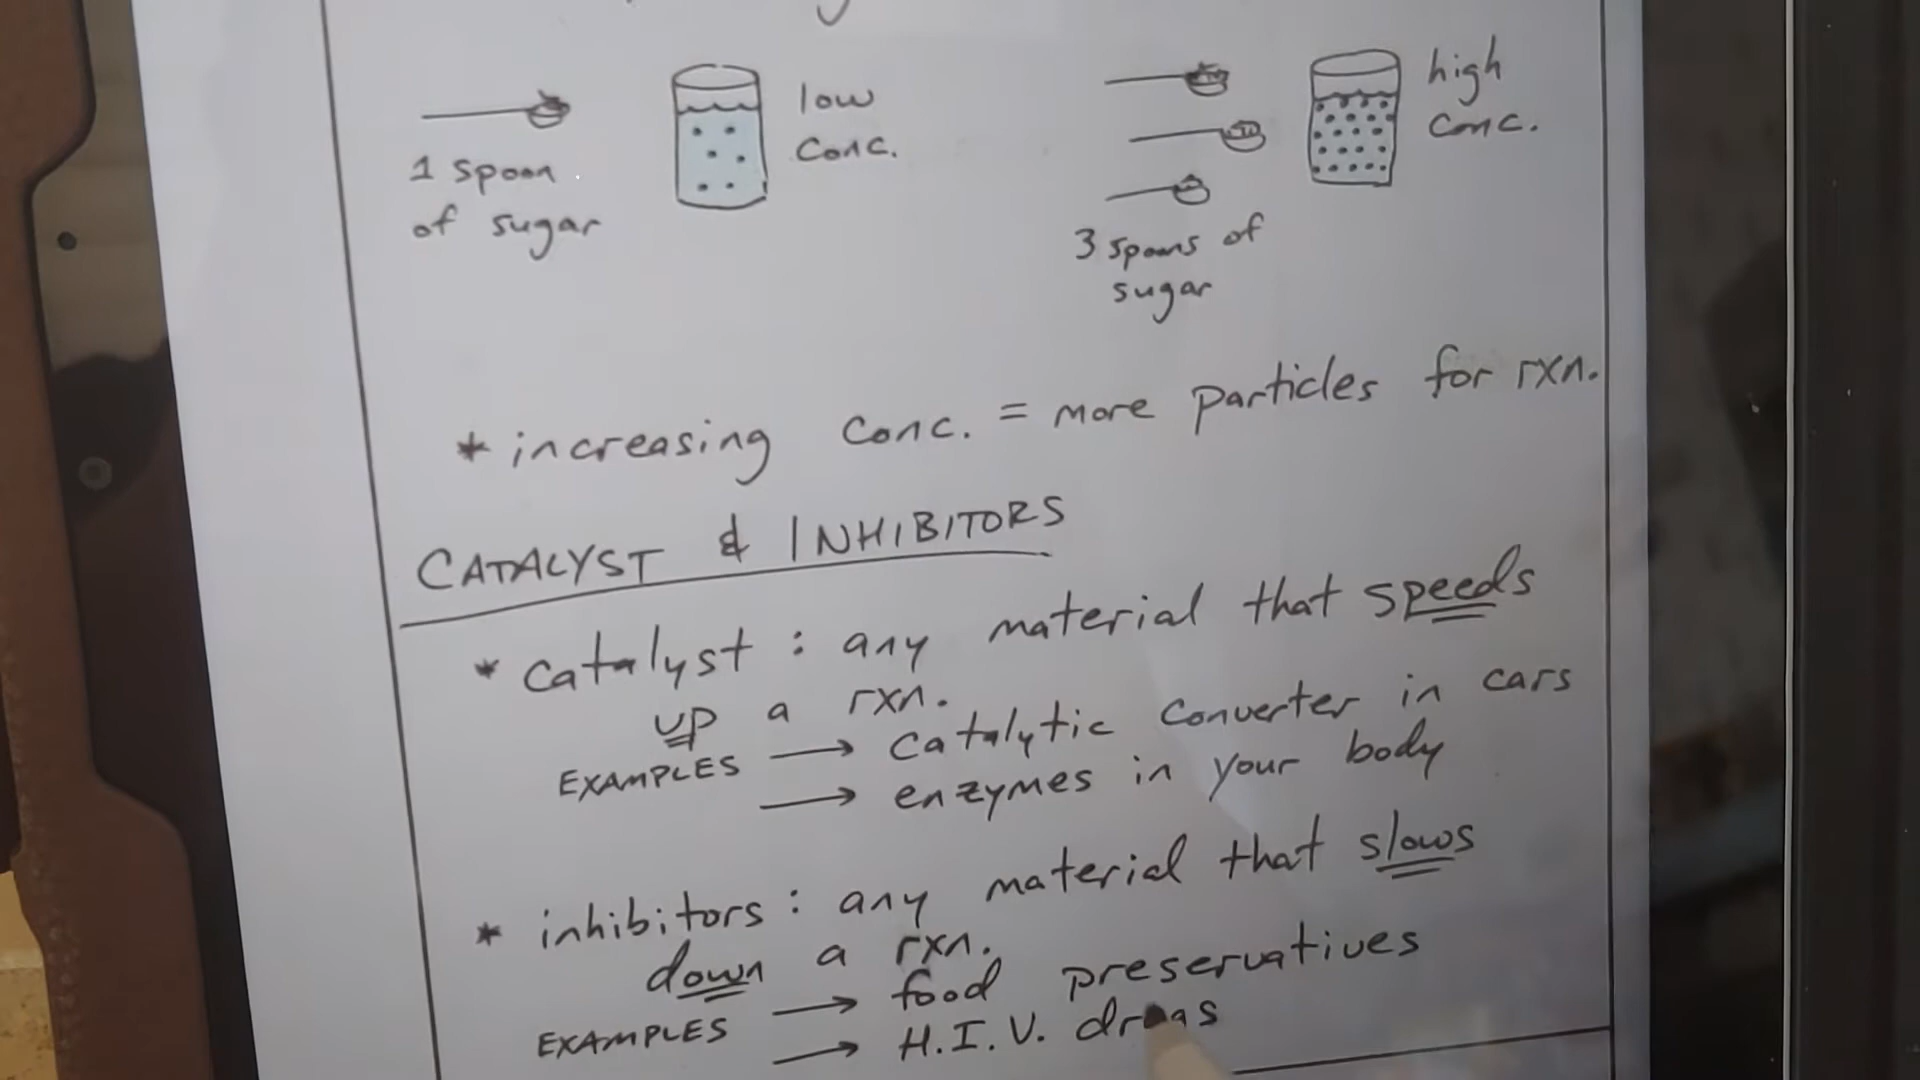 low
conc.
1 spoon
of sugar
high
conc.
3 spoons of
sugar
* increasing conc. = more particles for rxn.
CATALYST & INHIBITORS
* catalyst : any material that speeds
up a rxn.
EXAMPLES → catalytic converter in cars
→ enzymes in your body
* inhibitors : any material that slows
down a rxn.
EXAMPLES → food preservatives
→ H.I.V. drugs